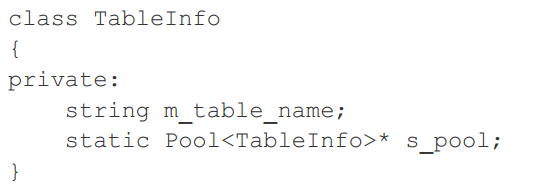 class TableInfo
{
private:
    string m_table_name;
    static Pool<TableInfo>* s_pool;
}